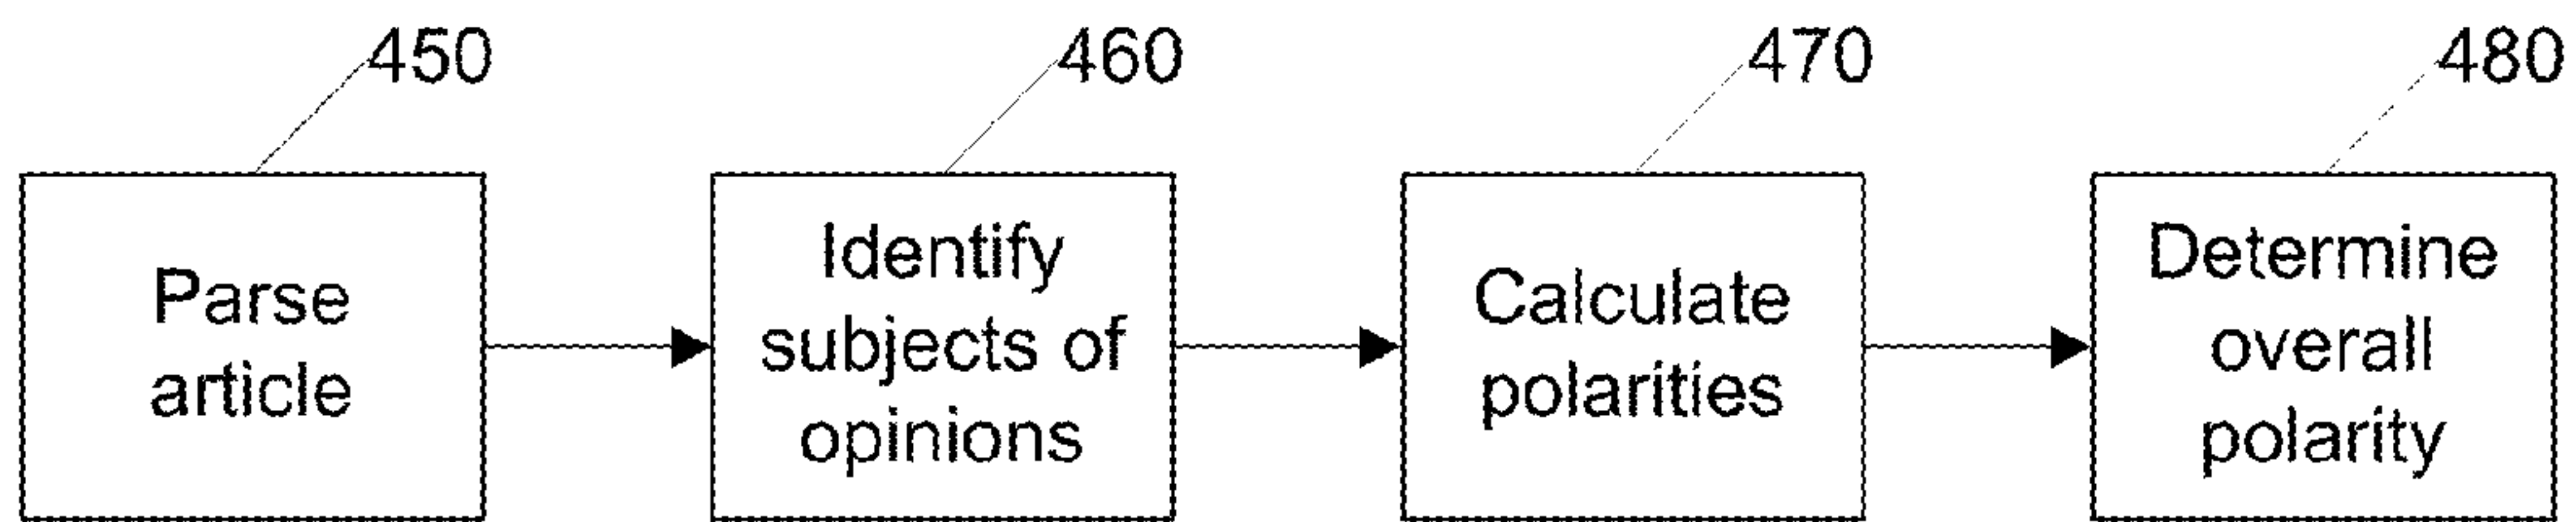 450
460
470
480
Parse
article
Identify
subjects of
opinions
Calculate
polarities
Determine
overall
polarity